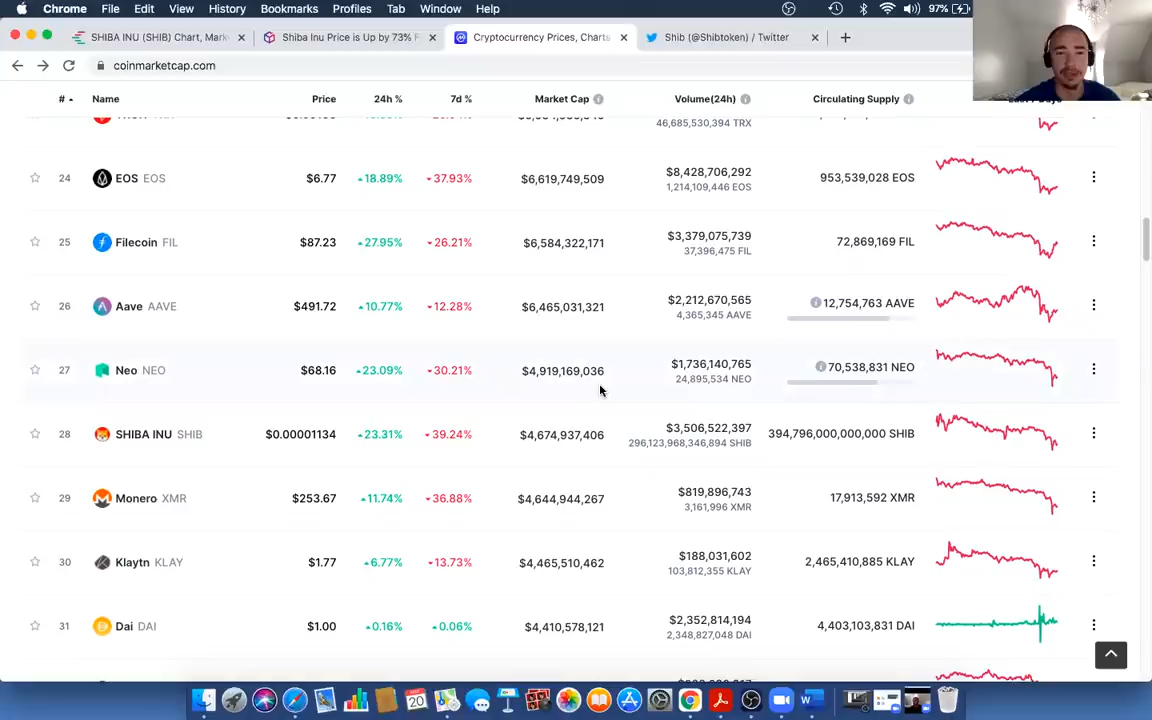 Chrome File Edit View History Bookmarks Profiles Tab Window Help 97%
SHIBA INU (SHIB) Chart, Mark Shiba Inu Price is Up by 73% F Cryptocurrency Prices, Charts Shib (@Shibtoken) / Twitter
coinmarketcap.com
# Name Price 24h % 7d % Market Cap Volume(24h) Circulating Supply
46,685,530,394 TRX
24 EOS EOS $6.77 18.89% 37.93% $6,619,749,509 $8,428,706,292 953,539,028 EOS
1,214,109,446 EOS
25 Filecoin FIL $87.23 27.95% 26.21% $6,584,322,171 $3,379,075,739 72,869,169 FIL
37,396,475 FIL
26 Aave AAVE $491.72 10.77% 12.28% $6,465,031,321 $2,212,670,565 12,754,763 AAVE
4,365,345 AAVE
27 Neo NEO $68.16 23.09% 30.21% $4,919,169,036 $1,736,140,765 70,538,831 NEO
24,895,534 NEO
28 SHIBA INU SHIB $0.00001134 23.31% 39.24% $4,674,937,406 $3,506,522,397 394,796,000,000,000 SHIB
296,123,968,346,894 SHIB
29 Monero XMR $253.67 11.74% 36.88% $4,644,944,267 $819,896,743 17,913,592 XMR
3,161,996 XMR
30 Klaytn KLAY $1.77 6.77% 13.73% $4,465,510,462 $188,031,602 2,465,410,885 KLAY
103,812,355 KLAY
31 Dai DAI $1.00 0.16% 0.06% $4,410,578,121 $2,352,814,194 4,403,103,831 DAI
2,348,827,048 DAI
20